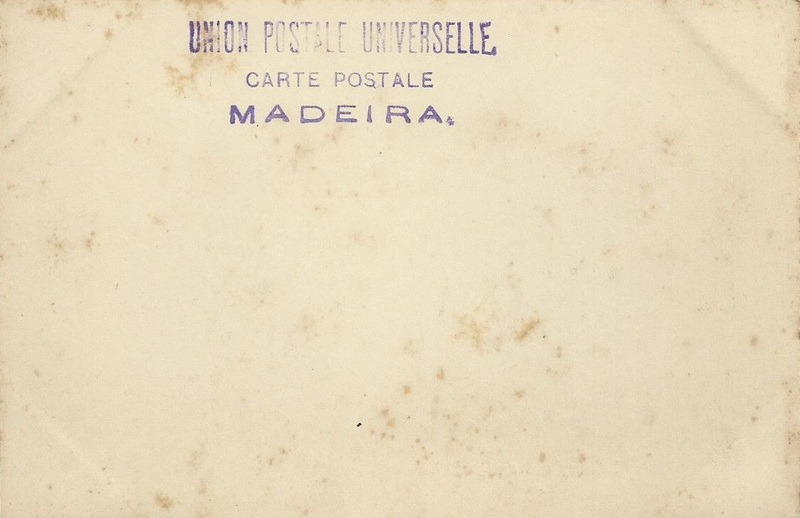 UNION POSTALE UNIVERSELLE.
CARTE POSTALE
MADEIRA.